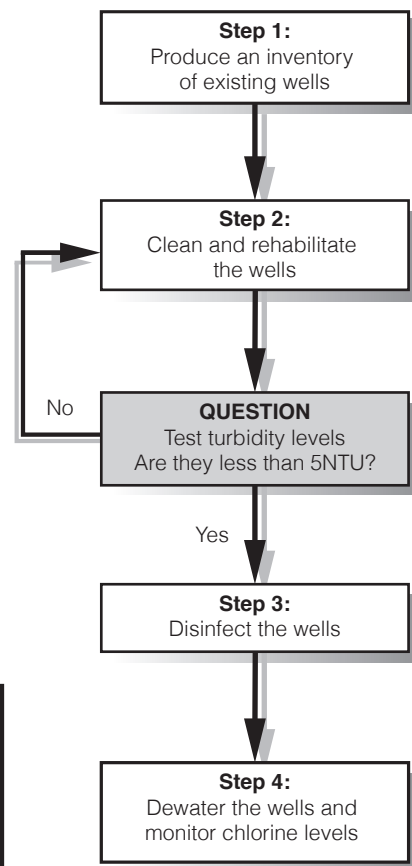 Step 1:
Produce an inventory
of existing wells
Step 2:
Clean and rehabilitate
the wells
No
QUESTION
Test turbidity levels
Are they less than 5NTU?
Yes
Step 3:
Disinfect the wells
Step 4:
Dewater the wells and
monitor chlorine levels